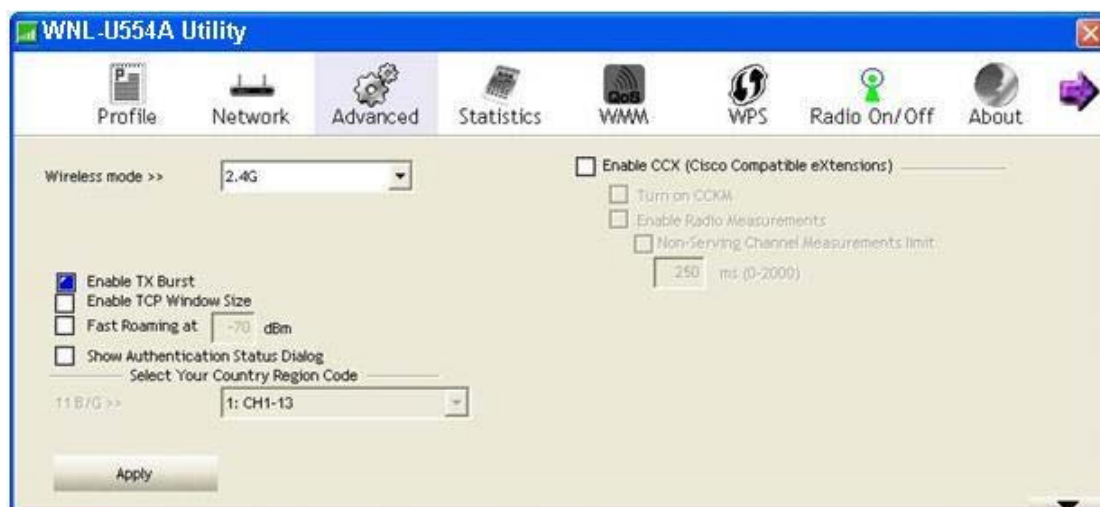 WNL-U554A Utility
Profile Network Advanced Statistics QoS WMM WPS Radio On/Off About
Wireless mode >> 2.4G
Enable CCX (Cisco Compatible eXtensions)
Turn on CCKM
Enable Radio Measurements
Non-Serving Channel Measurements limit
250 ms (0-2000)
Enable TX Burst
Enable TCP Window Size
Fast Roaming at -70 dBm
Show Authentication Status Dialog
Select Your Country Region Code
11 B/G >> 1: CH1-13
Apply